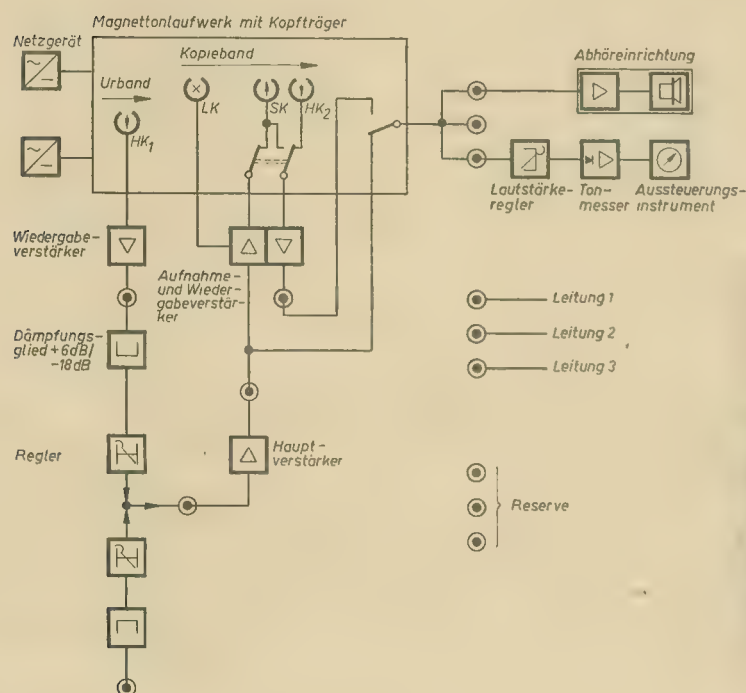 Magnettonlaufwerk mit Kopfträger
Netzgerät
Kopieband
Urband
LK
SK
HK2
HK1
Abhöreinrichtung
Lautstärke-
regler
Ton-
messer
Aussteuerungs-
instrument
Wiedergabe-
verstärker
Aufnahme-
und Wieder-
gabeverstär-
ker
Dämpfungs-
glied +6dB/
-18dB
Leitung 1
Leitung 2
Leitung 3
Regler
Haupt-
verstärker
Reserve